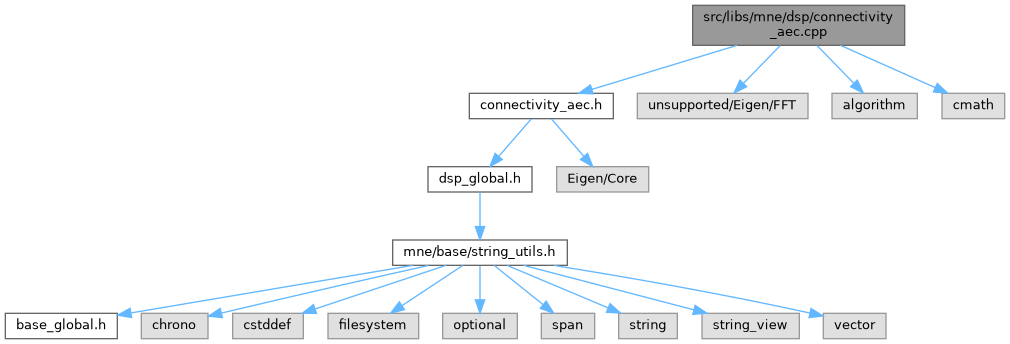 src/libs/mne/dsp/connectivity
_aec.cpp
connectivity_aec.h
unsupported/Eigen/FFT
algorithm
cmath
dsp_global.h
Eigen/Core
mne/base/string_utils.h
base_global.h
chrono
cstddef
filesystem
optional
span
string
string_view
vector